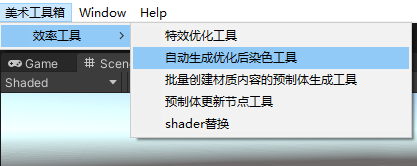 美术工具箱 Window Help
效率工具
特效优化工具
自动生成优化后染色工具
批量创建材质内容的预制体生成工具
预制体更新节点工具
shader替换
Game Scen
Shaded